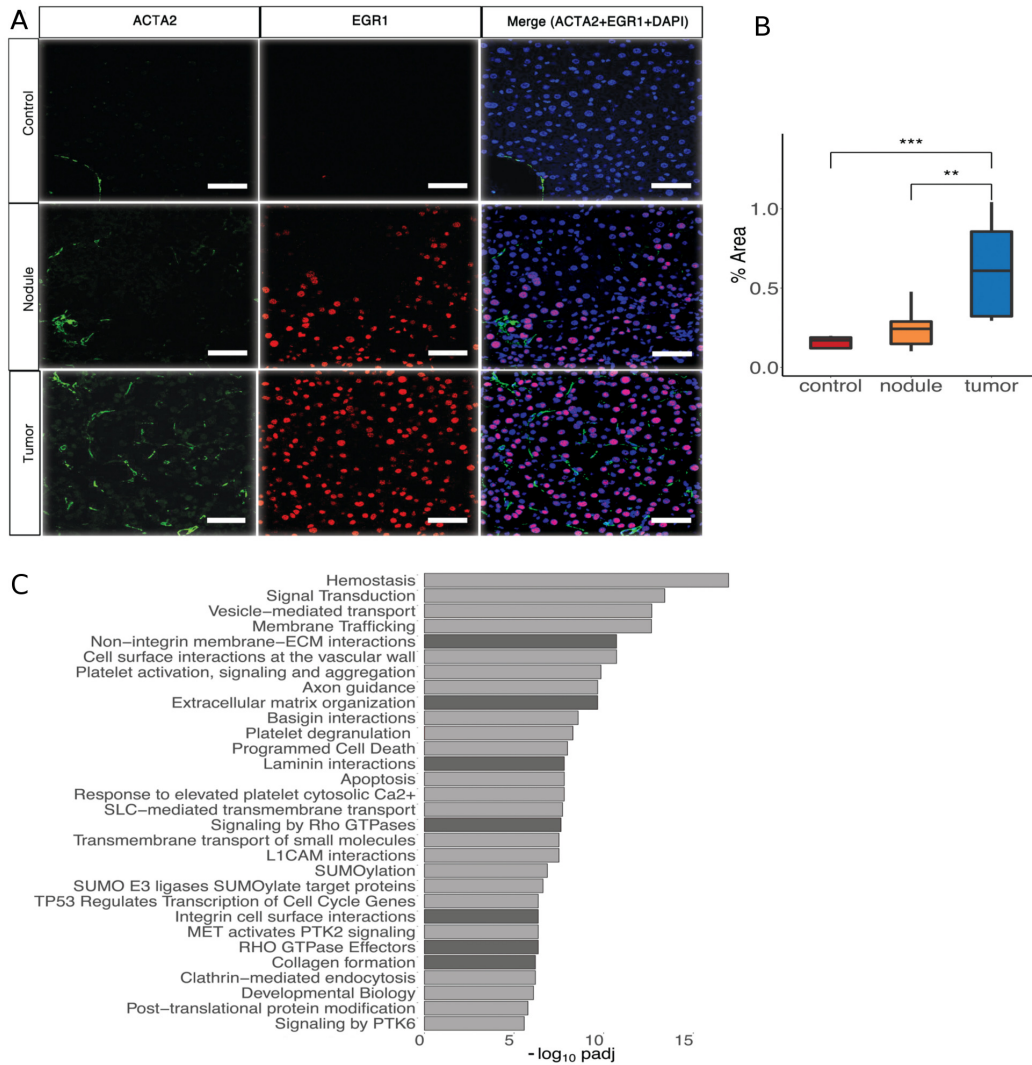 A
ACTA2
EGR1
Merge (ACTA2+EGR1+DAPI)
Control
Nodule
Tumor
B
***
**
% Area
1.0
0.5
0.0
control
nodule
tumor
C
Hemostasis
Signal Transduction
Vesicle−mediated transport
Membrane Trafficking
Non−integrin membrane−ECM interactions
Cell surface interactions at the vascular wall
Platelet activation, signaling and aggregation
Axon guidance
Extracellular matrix organization
Basigin interactions
Platelet degranulation
Programmed Cell Death
Laminin interactions
Apoptosis
Response to elevated platelet cytosolic Ca2+
SLC−mediated transmembrane transport
Signaling by Rho GTPases
Transmembrane transport of small molecules
L1CAM interactions
SUMOylation
SUMO E3 ligases SUMOylate target proteins
TP53 Regulates Transcription of Cell Cycle Genes
Integrin cell surface interactions
MET activates PTK2 signaling
RHO GTPase Effectors
Collagen formation
Clathrin−mediated endocytosis
Developmental Biology
Post−translational protein modification
Signaling by PTK6
0 5 10 15
- log₁₀ padj